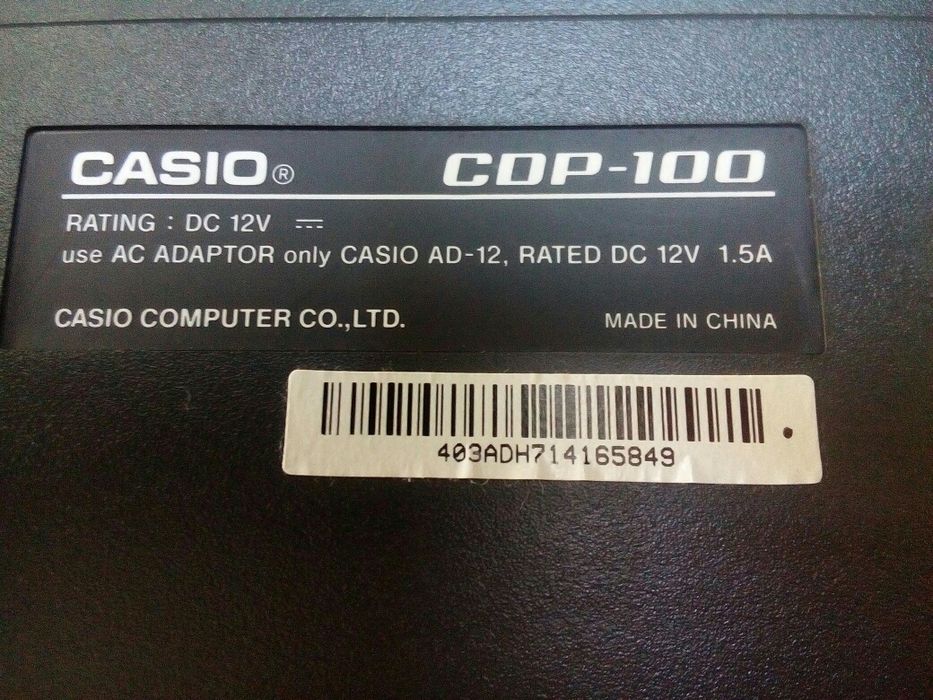 CASIO® CDP-100
RATING : DC 12V ⎓
use AC ADAPTOR only CASIO AD-12, RATED DC 12V 1.5A
CASIO COMPUTER CO.,LTD. MADE IN CHINA
403ADH714165849